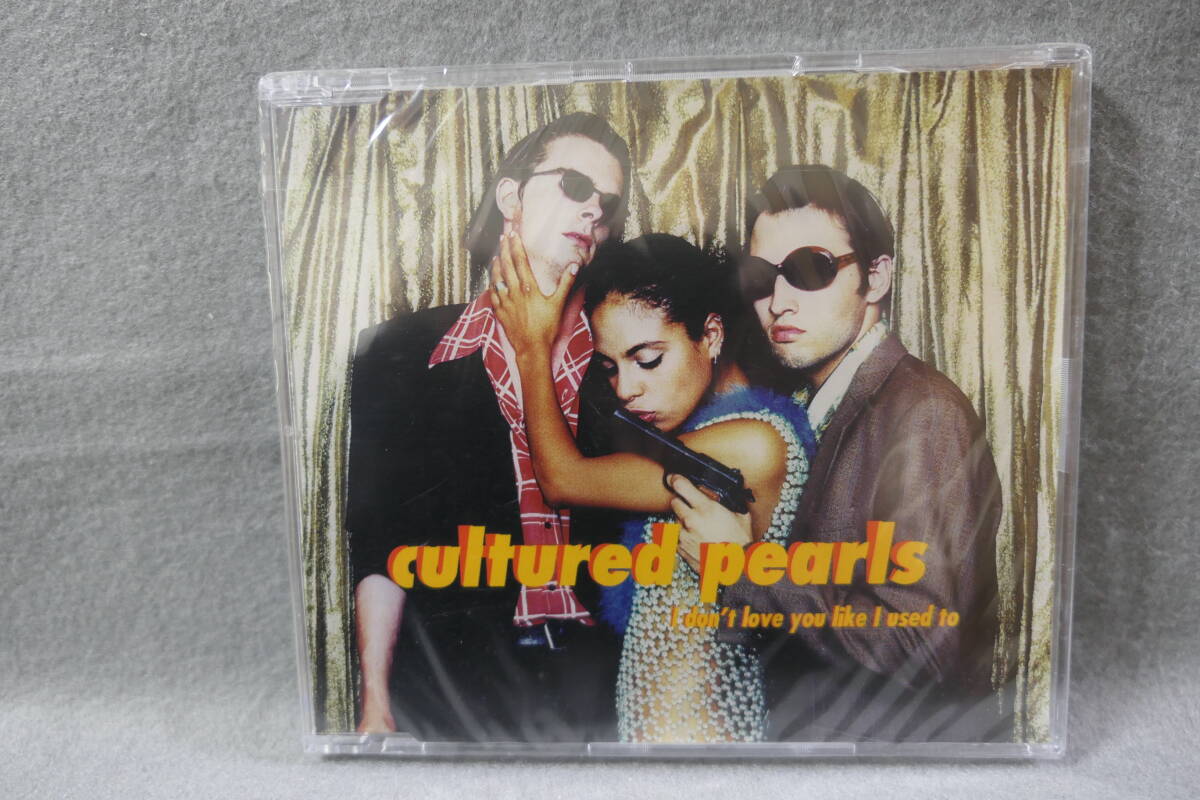 cultured pearls
I don't love you like I used to